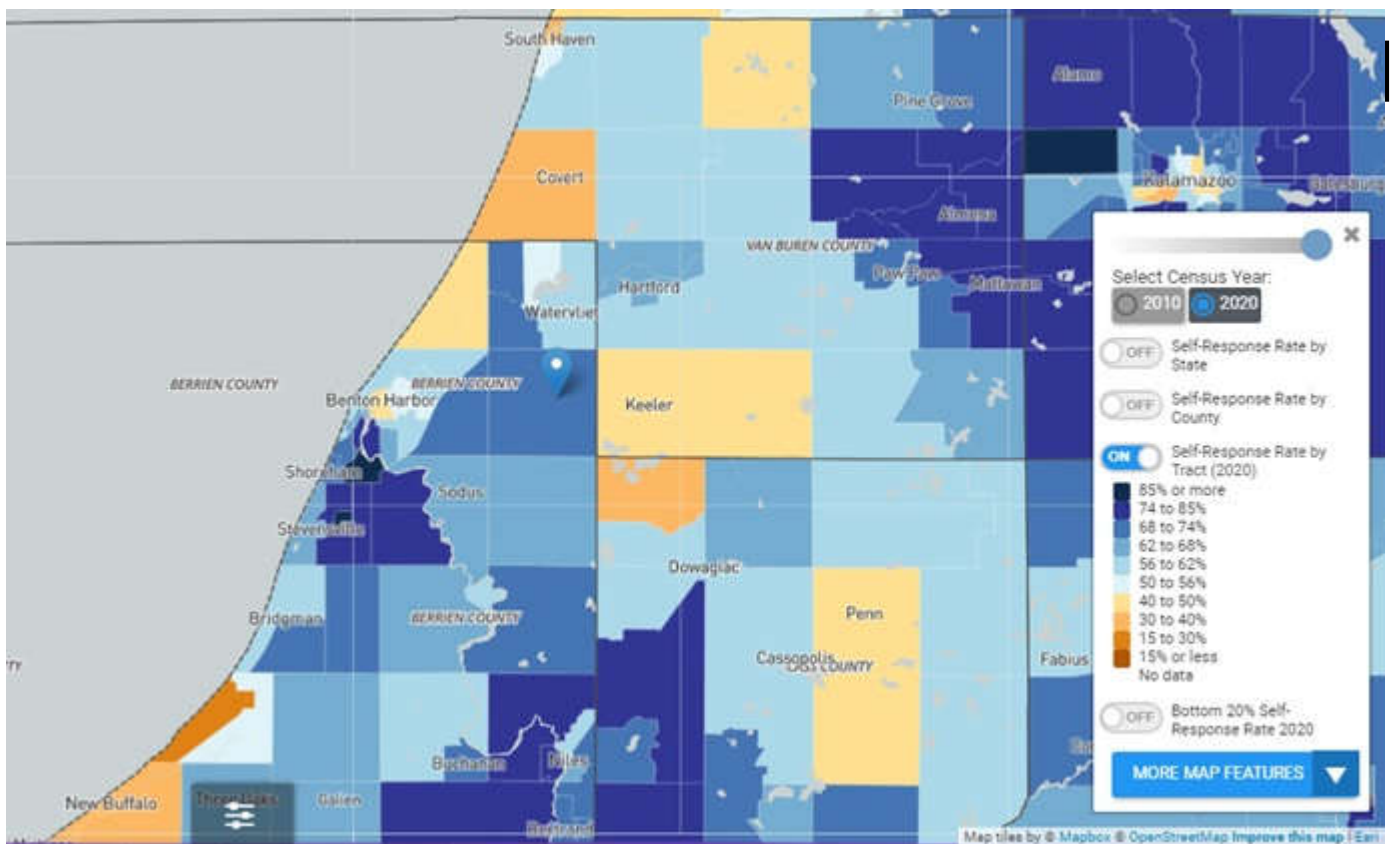 South Haven
Alamo
Pine Grove
Covert
Kalamazoo
Galesburg
Almena
VAN BUREN COUNTY
Paw Paw
Mattawan
Hartford
Watervliet
BERRIEN COUNTY
BERRIEN COUNTY
Benton Harbor
Keeler
Shoreham
Sodus
Stevensville
Dowagiac
Penn
Bridgman
BERRIEN COUNTY
Cassopolis
CASS COUNTY
Fabius
TY
Buchanan
Niles
New Buffalo
Three Oaks
Galien
Bertrand
Select Census Year:
2010 2020
OFF Self-Response Rate by
State
OFF Self-Response Rate by
County
ON Self-Response Rate by
Tract (2020)
85% or more
74 to 85%
68 to 74%
62 to 68%
56 to 62%
50 to 56%
40 to 50%
30 to 40%
15 to 30%
15% or less
No data
OFF Bottom 20% Self-
Response Rate 2020
MORE MAP FEATURES
Map tiles by © Mapbox © OpenStreetMap Improve this map | Esri